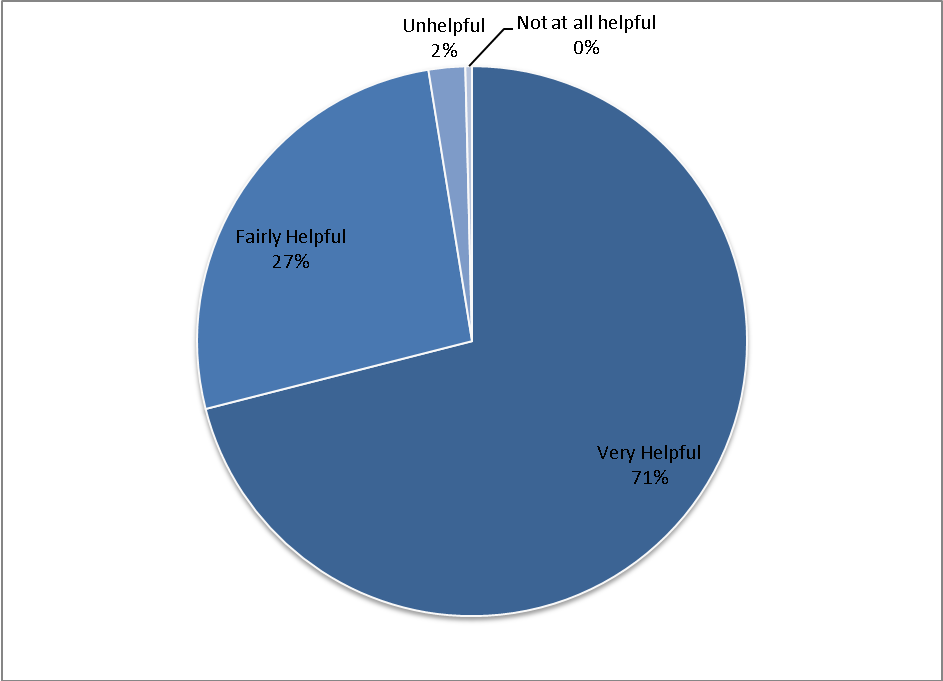 Unhelpful
2%
Not at all helpful
0%
Fairly Helpful
27%
Very Helpful
71%